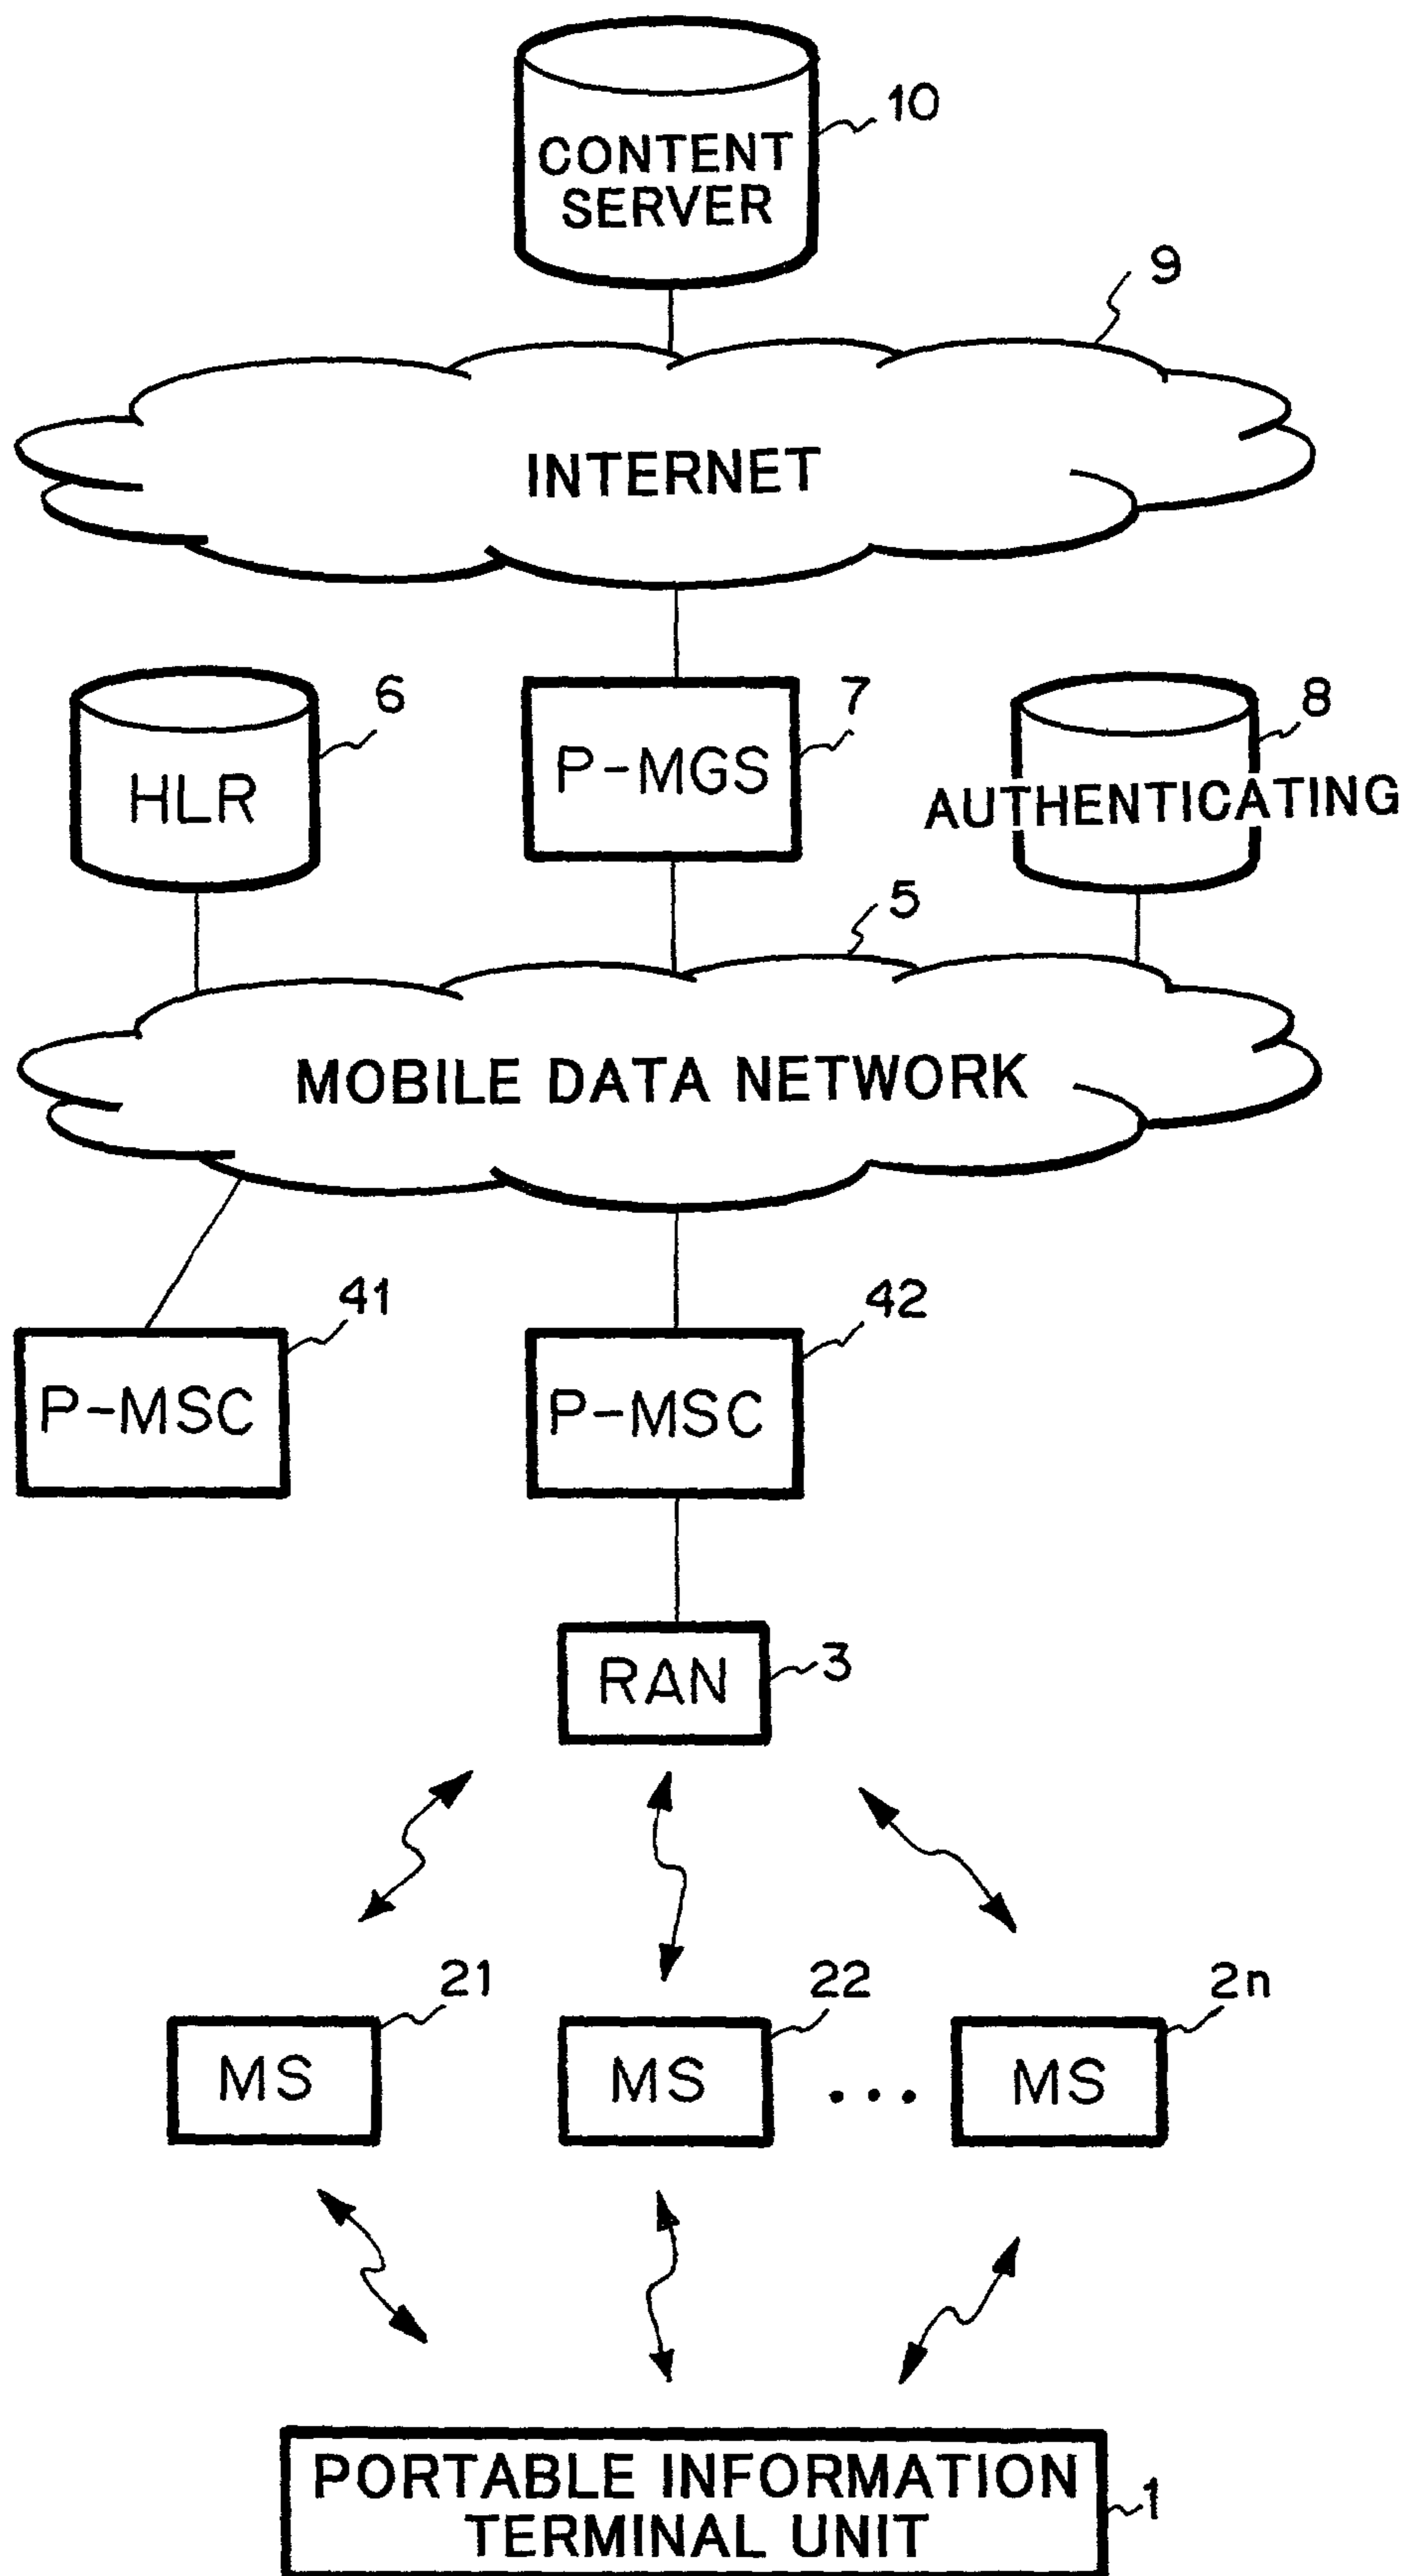 10
CONTENT
SERVER
9
INTERNET
6
7
8
HLR
P-MGS
AUTHENTICATING
5
MOBILE DATA NETWORK
41
42
P-MSC
P-MSC
RAN
3
21
22
2n
MS
MS
...
MS
PORTABLE INFORMATION
TERMINAL UNIT
1